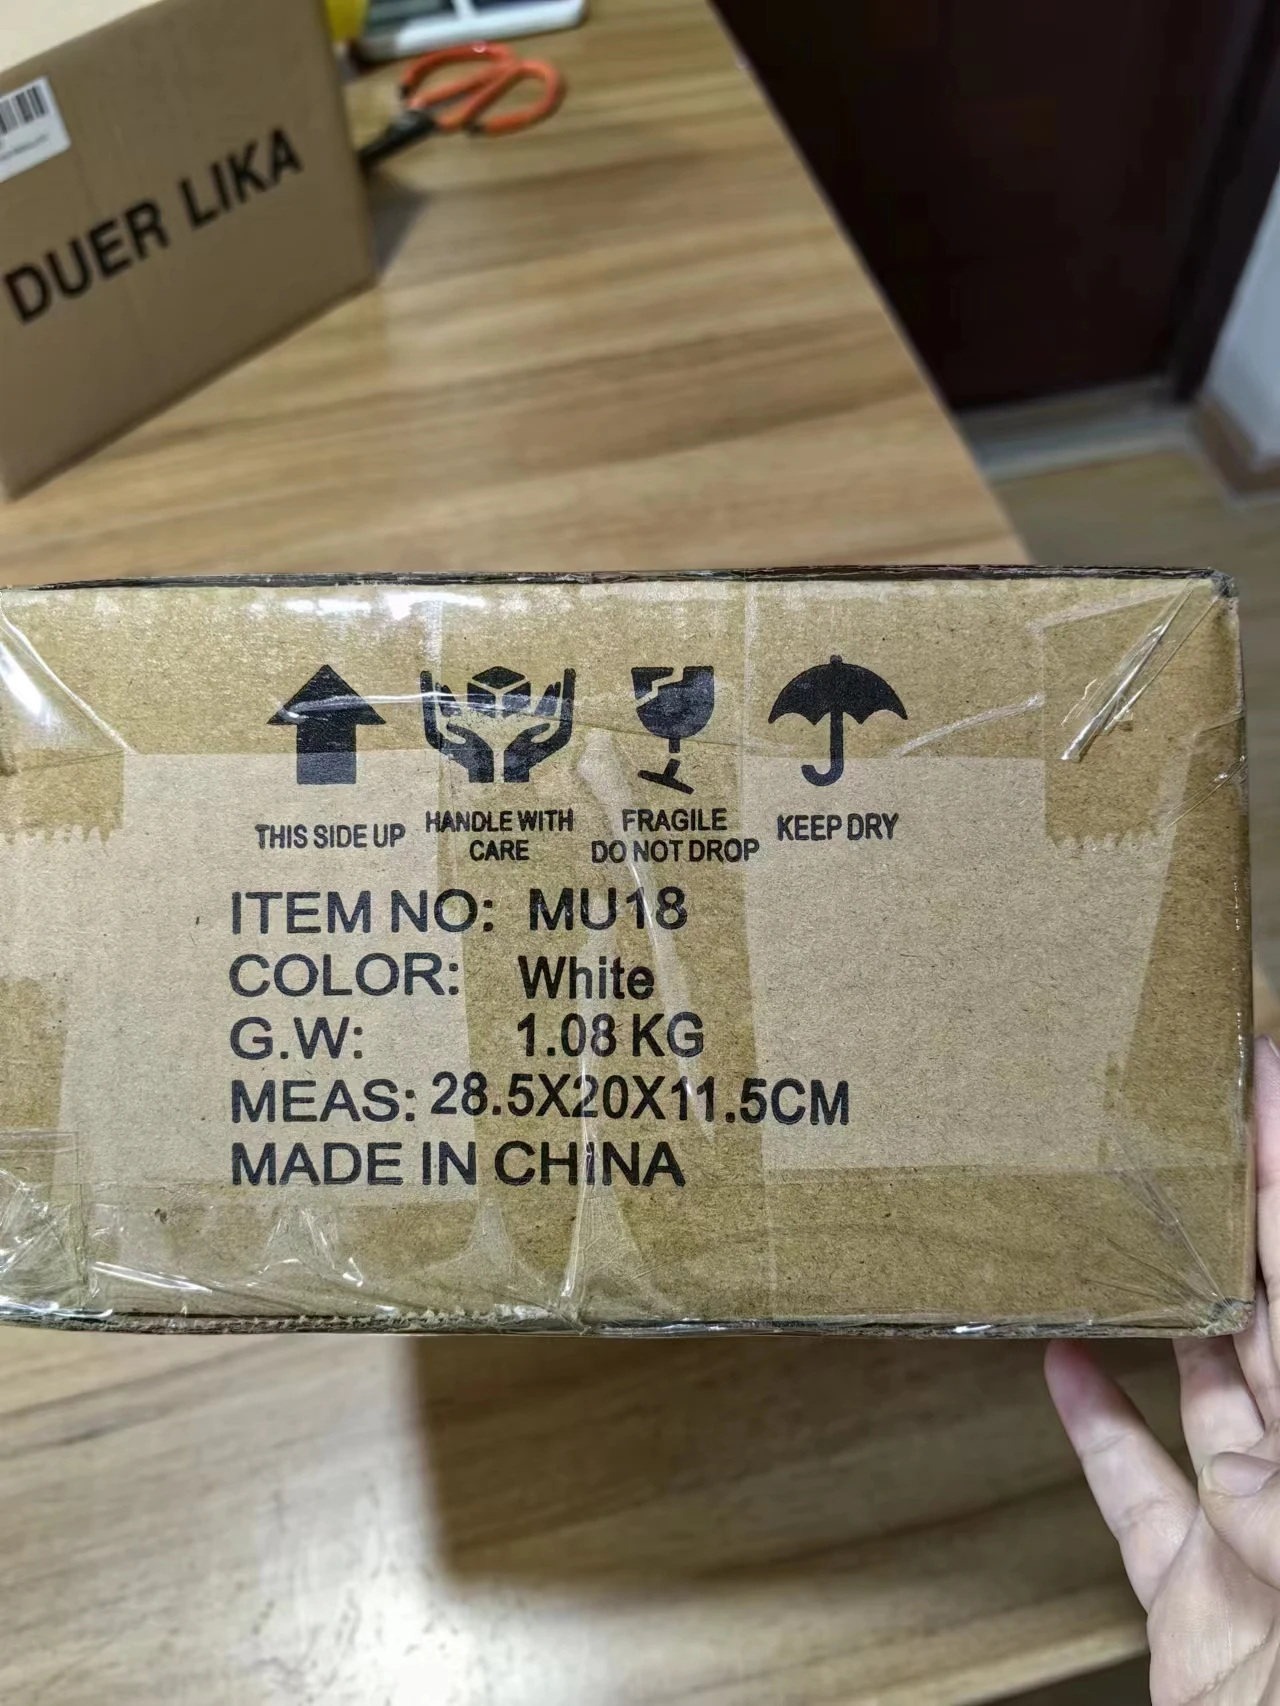 DUER LIKA
THIS SIDE UP
HANDLE WITH
CARE
FRAGILE
DO NOT DROP
KEEP DRY
ITEM NO: MU18
COLOR: White
G.W: 1.08 KG
MEAS: 28.5X20X11.5CM
MADE IN CHINA